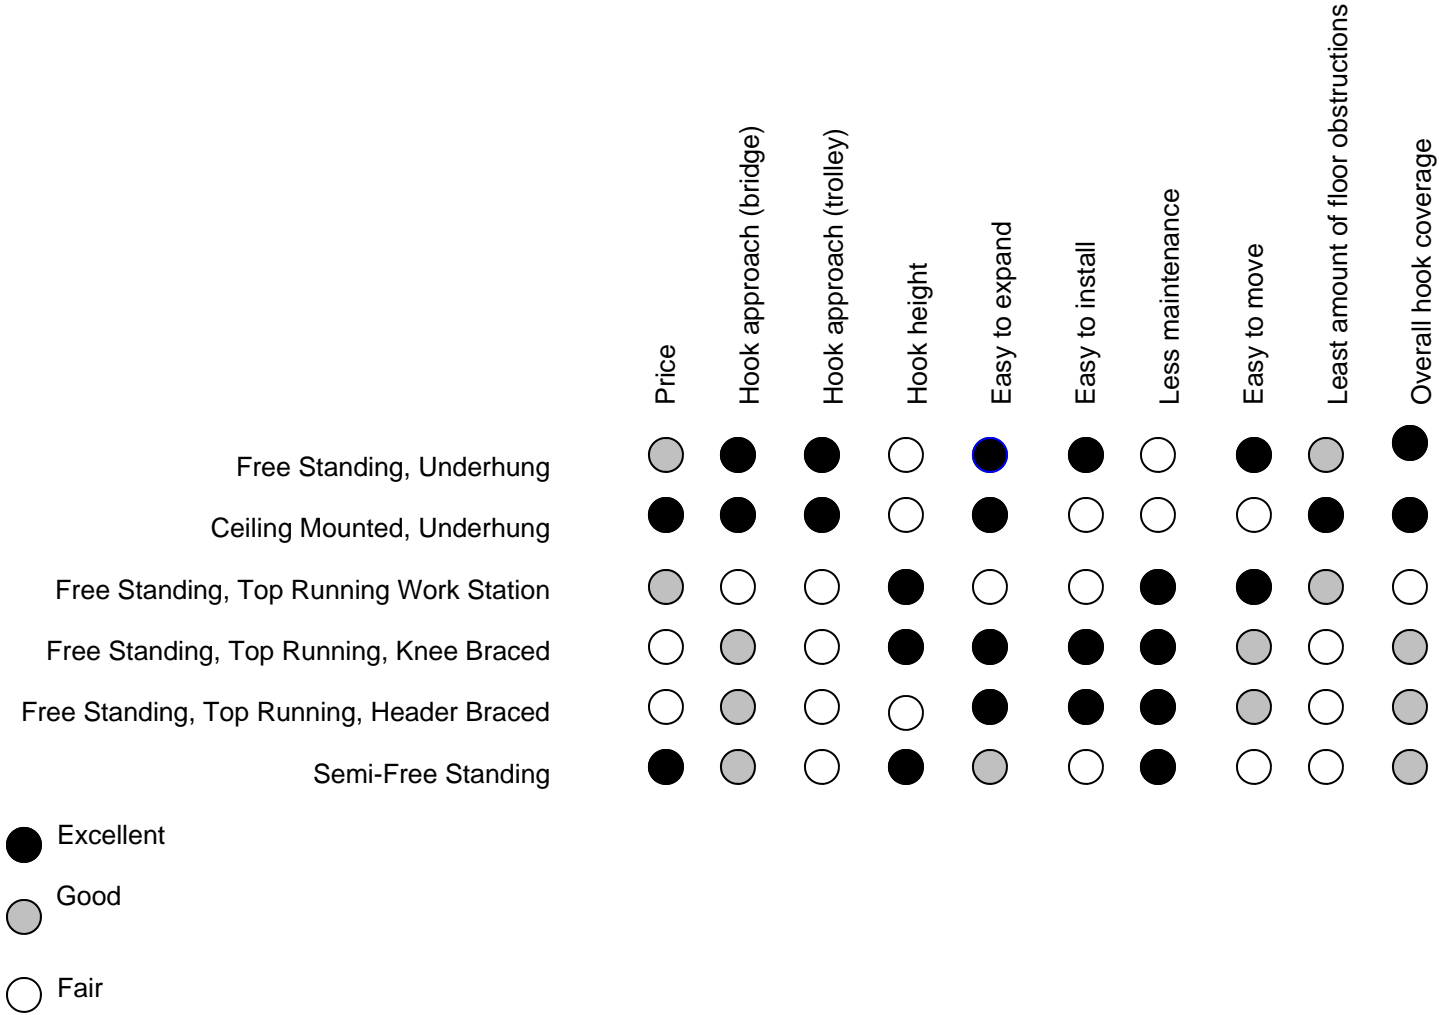 Price
Hook approach (bridge)
Hook approach (trolley)
Hook height
Easy to expand
Easy to install
Less maintenance
Easy to move
Least amount of floor obstructions
Overall hook coverage
Free Standing, Underhung
Ceiling Mounted, Underhung
Free Standing, Top Running Work Station
Free Standing, Top Running, Knee Braced
Free Standing, Top Running, Header Braced
Semi-Free Standing
Excellent
Good
Fair